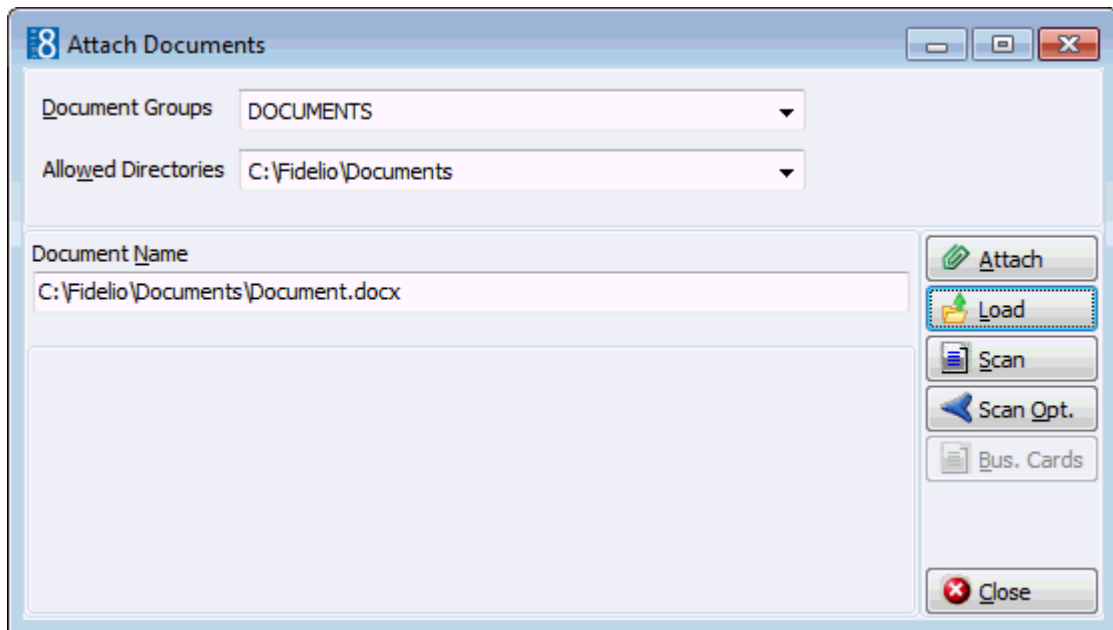 8 Attach Documents
Document Groups DOCUMENTS
Allowed Directories C:\Fidelio\Documents
Document Name
C:\Fidelio\Documents\Document.docx
Attach
Load
Scan
Scan Opt.
Bus. Cards
Close